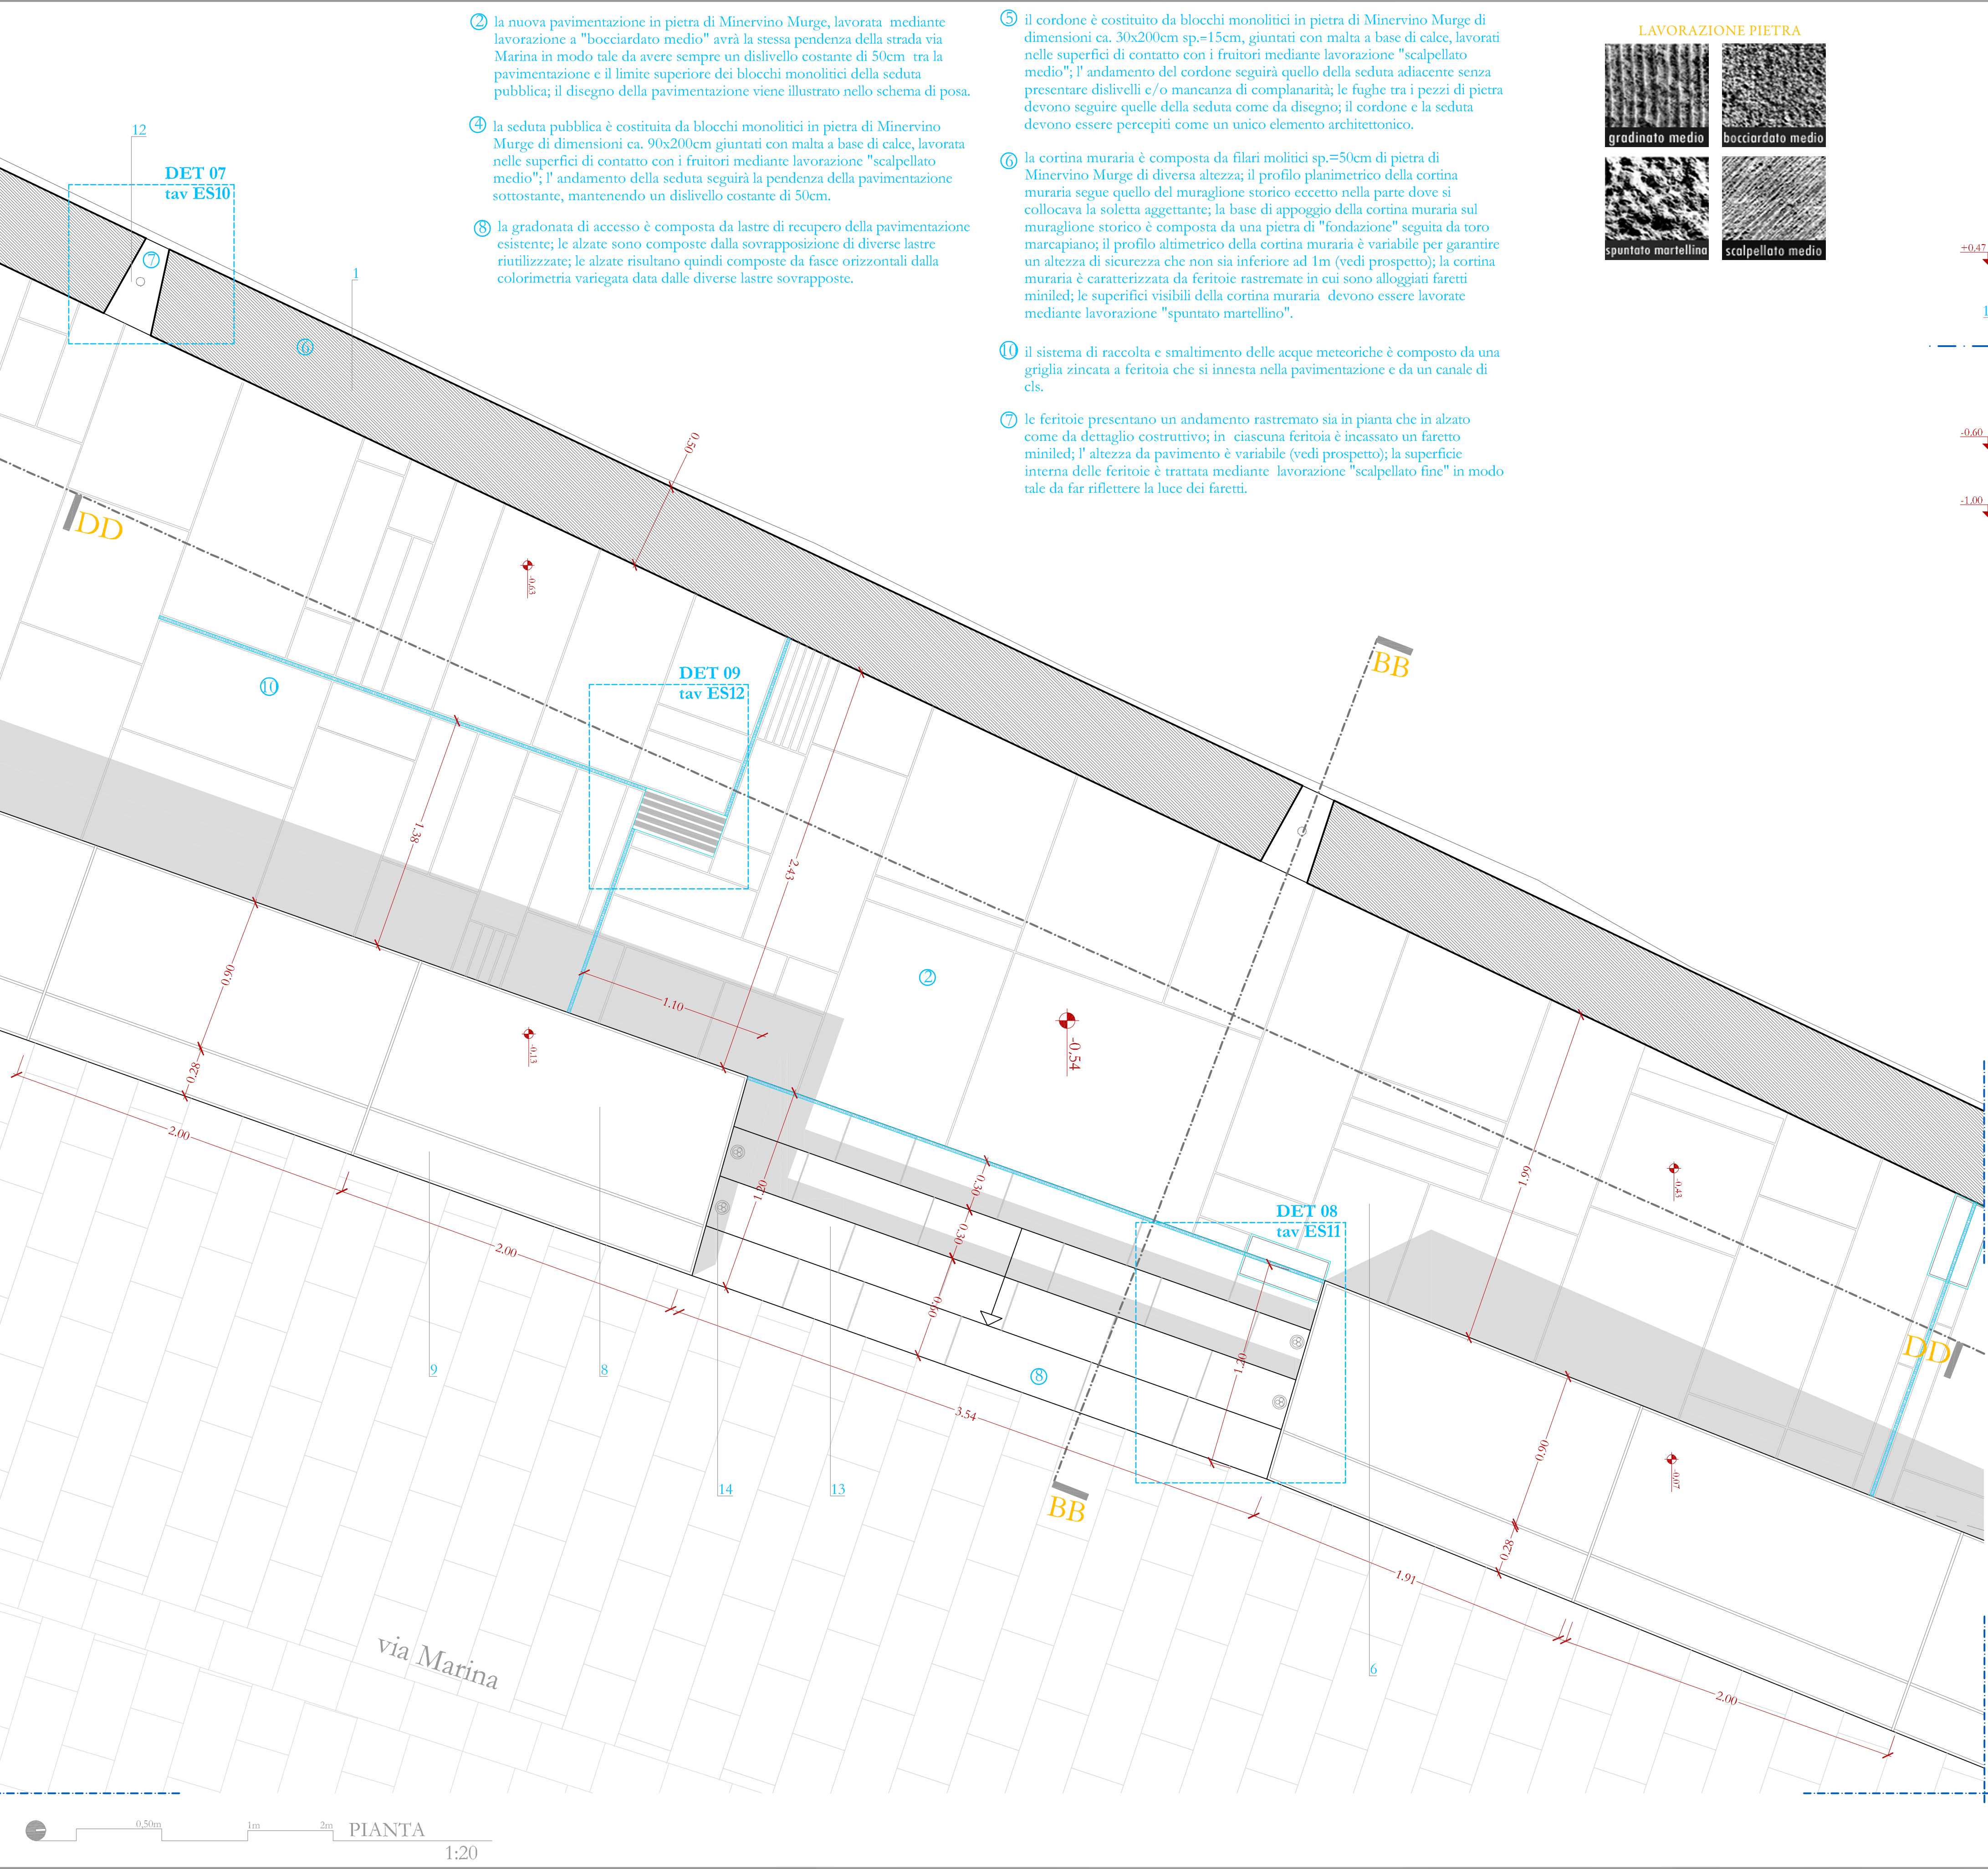 ② la nuova pavimentazione in pietra di Minervino Murge, lavorata mediante
lavorazione a "bocciardato medio" avrà la stessa pendenza della strada via
Marina in modo tale da avere sempre un dislivello costante di 50cm tra la
pavimentazione e il limite superiore dei blocchi monolitici della seduta
pubblica; il disegno della pavimentazione viene illustrato nello schema di posa.
④ la seduta pubblica è costituita da blocchi monolitici in pietra di Minervino
Murge di dimensioni ca. 90x200cm giuntati con malta a base di calce, lavorata
nelle superfici di contatto con i fruitori mediante lavorazione "scalpellato
medio"; l' andamento della seduta seguirà la pendenza della pavimentazione
sottostante, mantenendo un dislivello costante di 50cm.
⑧ la gradonata di accesso è composta da lastre di recupero della pavimentazione
esistente; le alzate sono composte dalla sovrapposizione di diverse lastre
riutilizzzate; le alzate risultano quindi composte da fasce orizzontali dalla
colorimetria variegata data dalle diverse lastre sovrapposte.
⑤ il cordone è costituito da blocchi monolitici in pietra di Minervino Murge di
dimensioni ca. 30x200cm sp.=15cm, giuntati con malta a base di calce, lavorati
nelle superfici di contatto con i fruitori mediante lavorazione "scalpellato
medio"; l' andamento del cordone seguirà quello della seduta adiacente senza
presentare dislivelli e/o mancanza di complanarità; le fughe tra i pezzi di pietra
devono seguire quelle della seduta come da disegno; il cordone e la seduta
devono essere percepiti come un unico elemento architettonico.
⑥ la cortina muraria è composta da filari molitici sp.=50cm di pietra di
Minervino Murge di diversa altezza; il profilo planimetrico della cortina
muraria segue quello del muraglione storico eccetto nella parte dove si
collocava la soletta aggettante; la base di appoggio della cortina muraria sul
muraglione storico è composta da una pietra di "fondazione" seguita da toro
marcapiano; il profilo altimetrico della cortina muraria è variabile per garantire
un altezza di sicurezza che non sia inferiore ad 1m (vedi prospetto); la cortina
muraria è caratterizzata da feritoie rastremate in cui sono alloggiati faretti
miniled; le superifici visibili della cortina muraria devono essere lavorate
mediante lavorazione "spuntato martellino".
⑩ il sistema di raccolta e smaltimento delle acque meteoriche è composto da una
griglia zincata a feritoia che si innesta nella pavimentazione e da un canale di
cls.
⑦ le feritoie presentano un andamento rastremato sia in pianta che in alzato
come da dettaglio costruttivo; in ciascuna feritoia è incassato un faretto
miniled; l' altezza da pavimento è variabile (vedi prospetto); la superficie
interna delle feritoie è trattata mediante lavorazione "scalpellato fine" in modo
tale da far riflettere la luce dei faretti.
LAVORAZIONE PIETRA
gradinato medio
bocciardato medio
spuntato martellina
scalpellato medio
+0.47
1
-0.60
-1.00
12
DET 07
tav ES10
⑦
1
⑥
0.50
DD
-0,63
BB
DET 09
tav ES12
⑩
1.38
2.43
②
0.90
1.10
-0,13
-0,54
0.28
2.00
1.99
-0,43
1.20
0.30
0.30
DET 08
tav ES11
2.00
0.60
1.20
DD
9
8
⑧
3.54
0.90
-0,07
14
13
BB
0.28
1.91
via Marina
6
2.00
0,50m
1m
2m
PIANTA
1:20